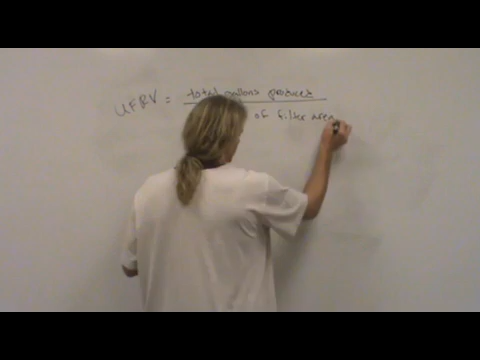 UFRV = total gallons produced
of filter area